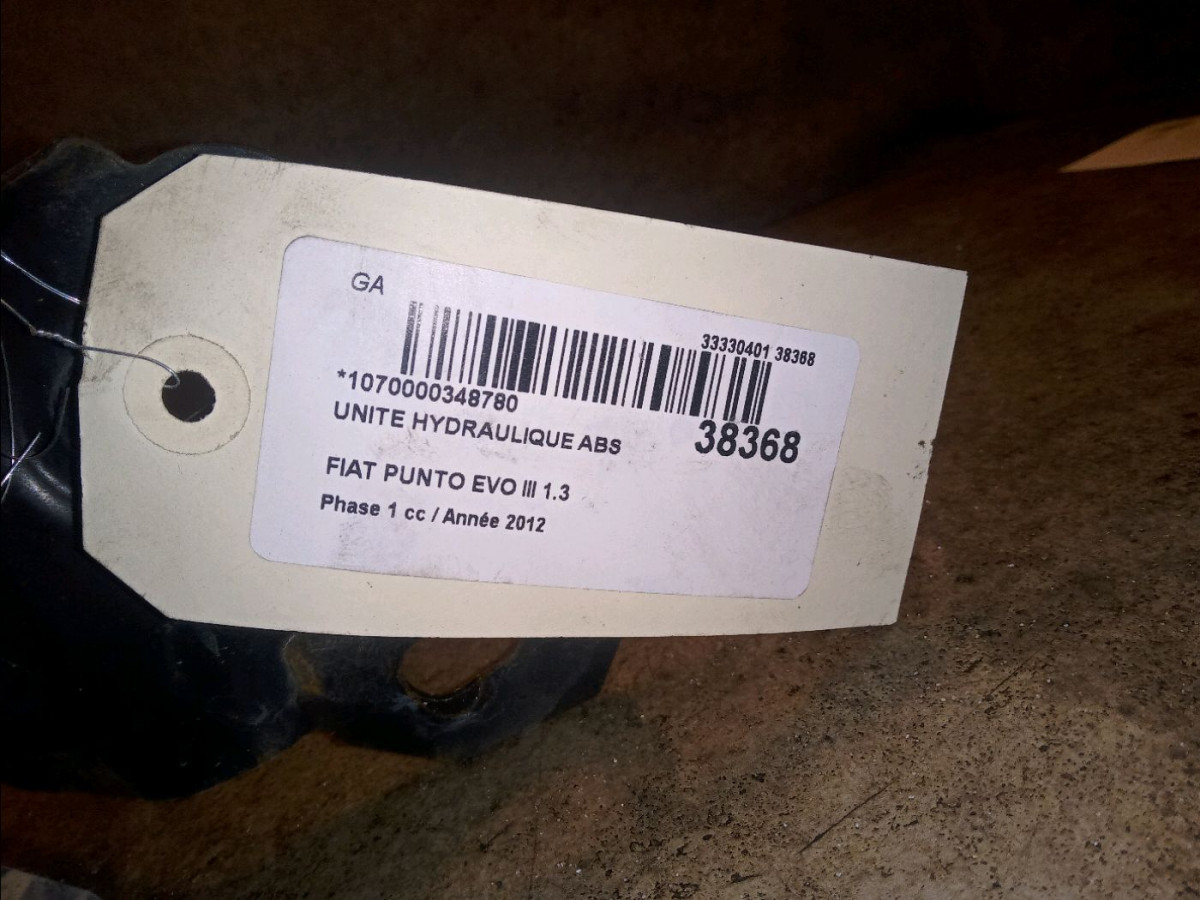 GA
33330401 38368
*1070000348780
38368
UNITE HYDRAULIQUE ABS
FIAT PUNTO EVO III 1.3
Phase 1 cc / Année 2012